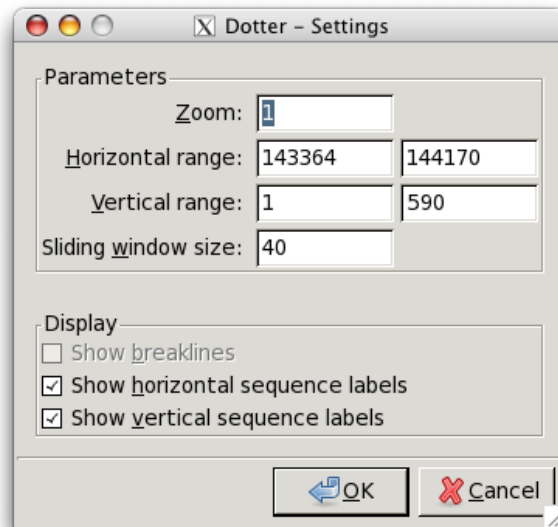 Dotter – Settings
Parameters
Zoom: 1
Horizontal range: 143364 144170
Vertical range: 1 590
Sliding window size: 40
Display
Show breaklines
Show horizontal sequence labels
Show vertical sequence labels
OK Cancel